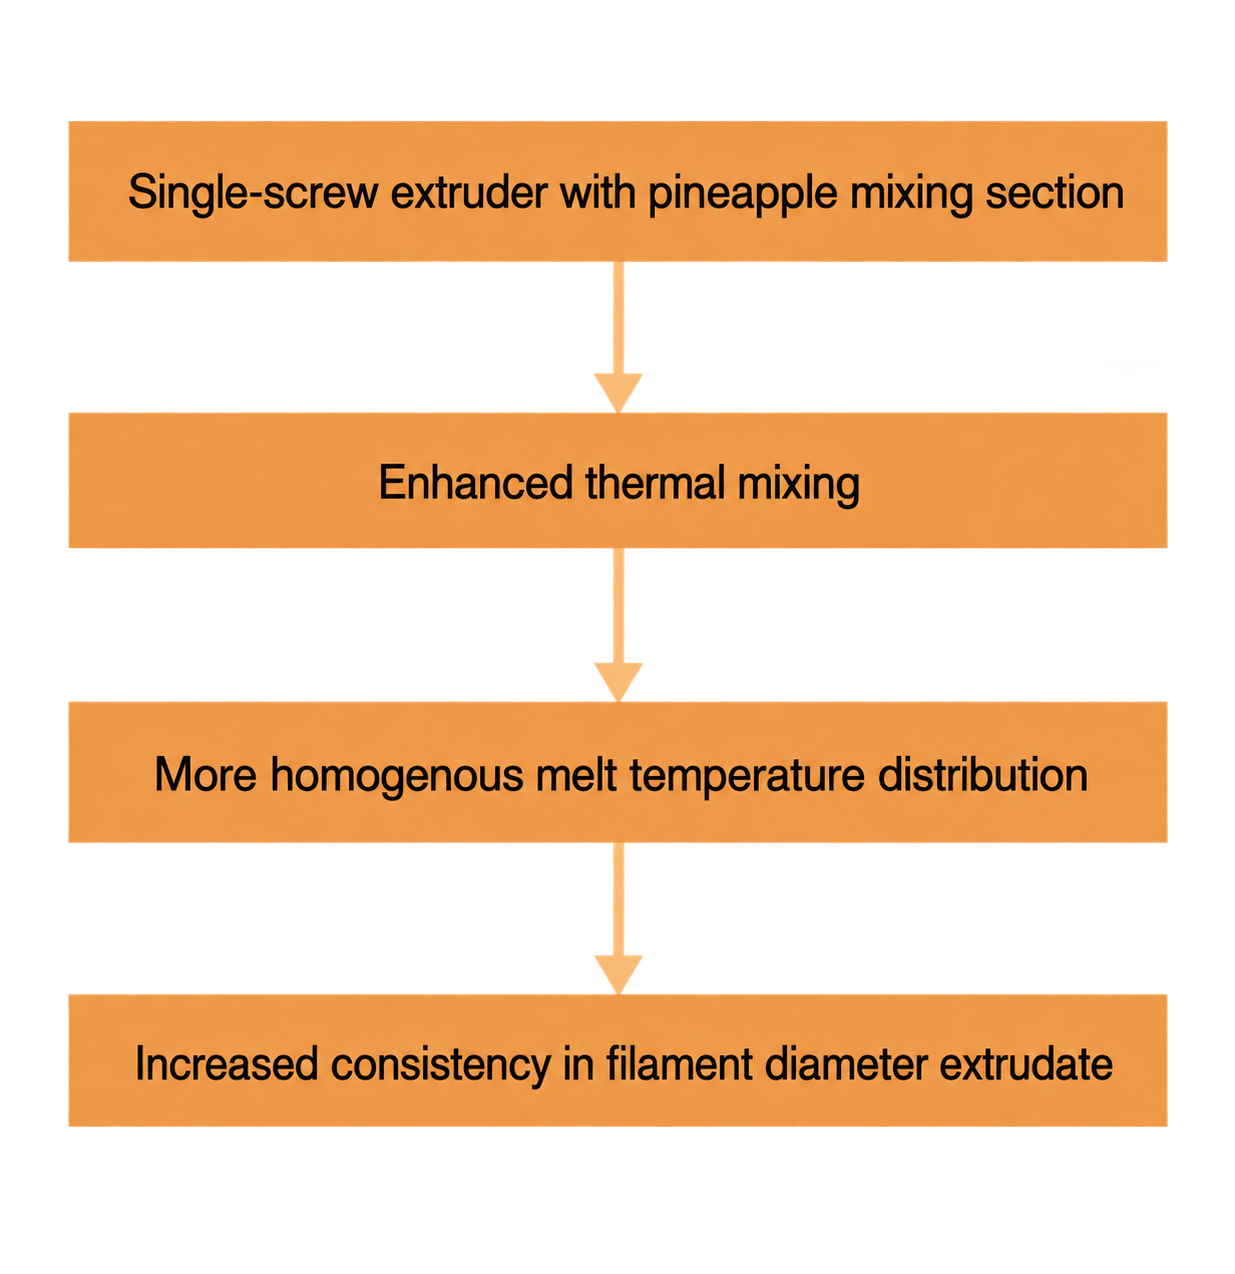 Single-screw extruder with pineapple mixing section
Enhanced thermal mixing
More homogenous melt temperature distribution
Increased consistency in filament diameter extrudate